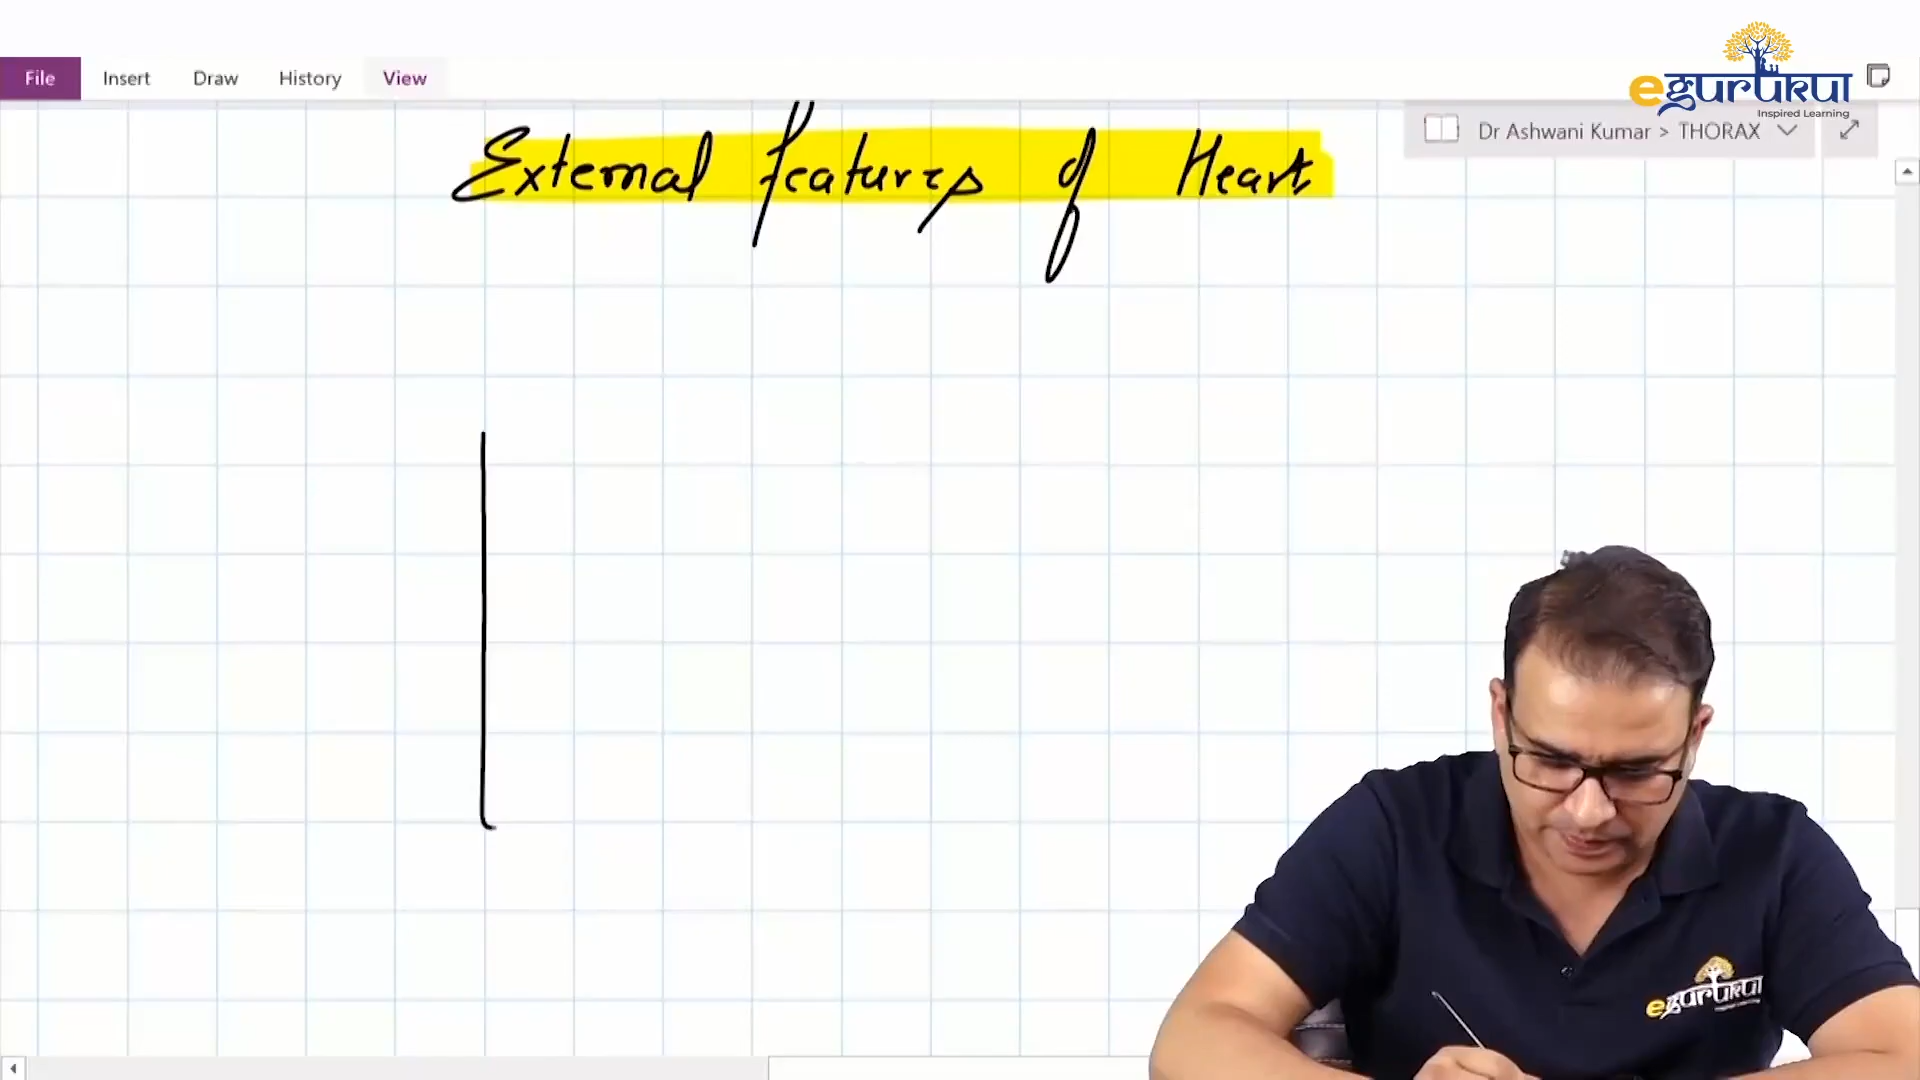 egurukul
Inspired Learning
File Insert Draw History View
Dr Ashwani Kumar > THORAX
External features of Heart
egurukul